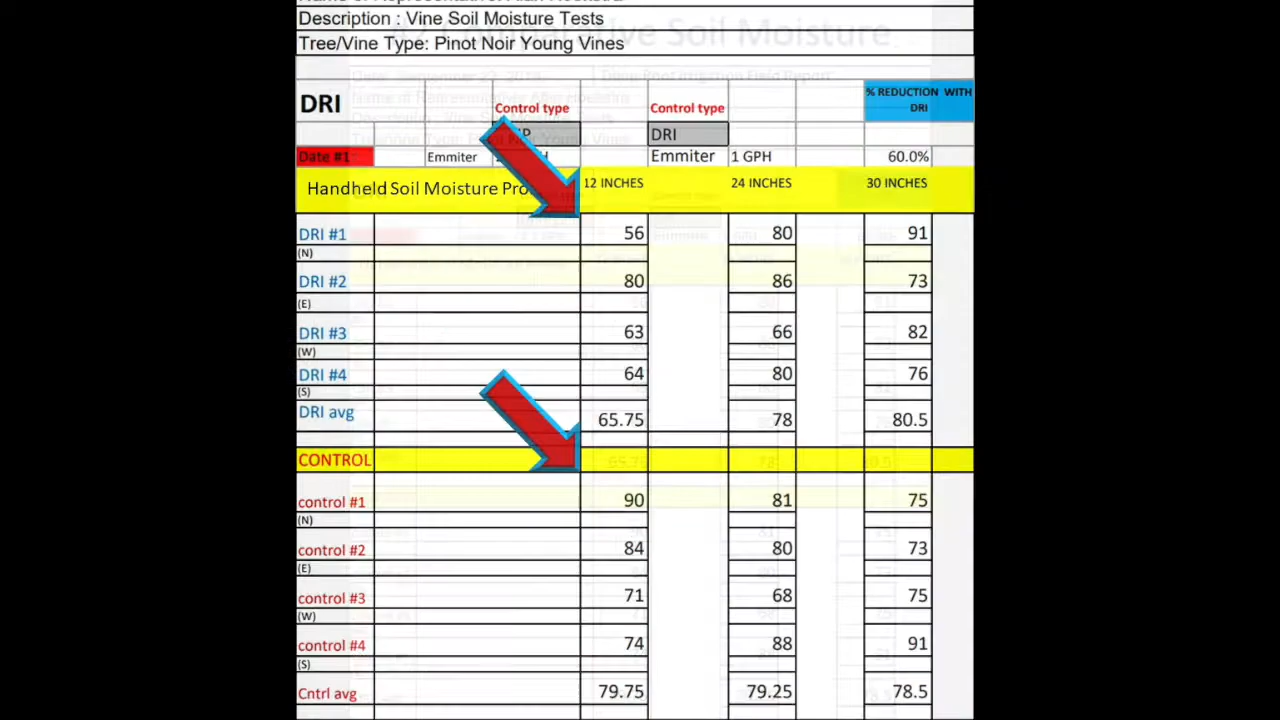 Description : Vine Soil Moisture Tests
Tree/Vine Type: Pinot Noir Young Vines
Comparative Soil Moisture
DRI Control type Control type % REDUCTION WITH
DRI
DRI
Date #1 Emmiter Emmiter 1 GPH 60.0%
Handheld Soil Moisture 12 INCHES 24 INCHES 30 INCHES
DRI #1 56 80 91
(N)
DRI #2 80 86 73
(E)
DRI #3 63 66 82
(W)
DRI #4 64 80 76
(S)
DRI avg 65.75 78 80.5
CONTROL
control #1 90 81 75
(N)
control #2 84 80 73
(E)
control #3 71 68 75
(W)
control #4 74 88 91
(S)
Cntrl avg 79.75 79.25 78.5